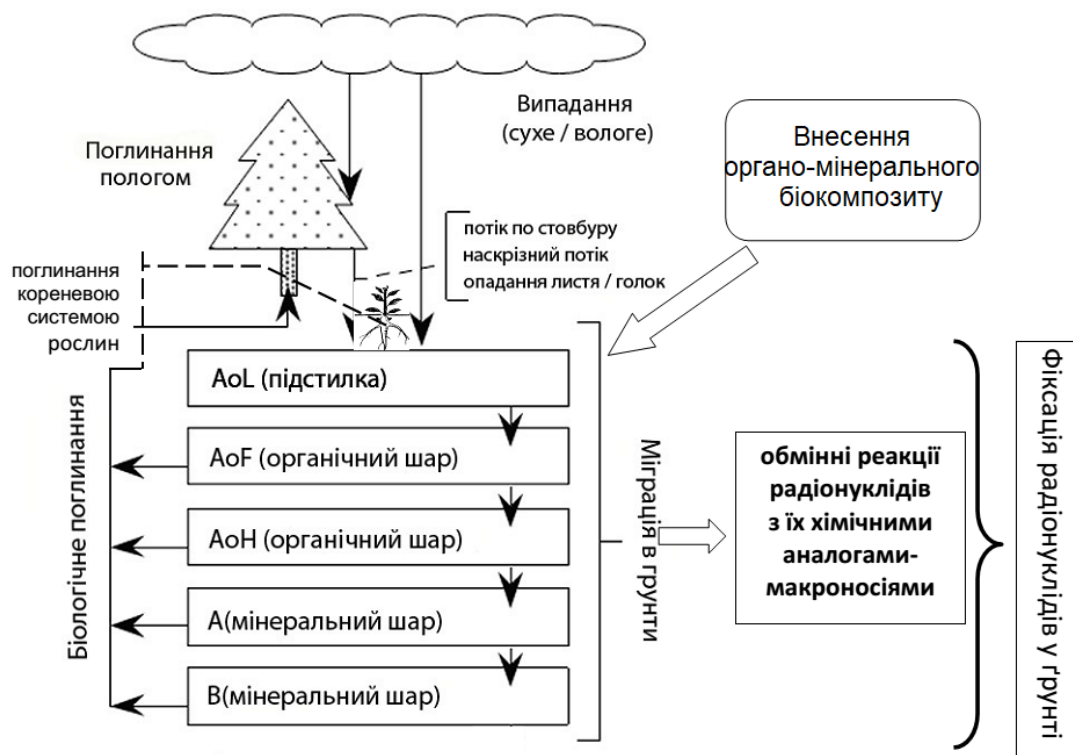 Випадання
(сухе / вологе)
Поглинання
пологом
Внесення
органо-мінерального
біокомпозиту
потік по стовбуру
наскрізний потік
опадання листя / голок
поглинання
кореневою
системою
рослин
AoL (підстилка)
AoF (органічний шар)
AoH (органічний шар)
A(мінеральний шар)
B(мінеральний шар)
Біологічне поглинання
Міграція в грунти
обмінні реакції
радіонуклідів
з їх хімічними
аналогами-
макроносіями
Фіксація радіонуклідів у ґрунті